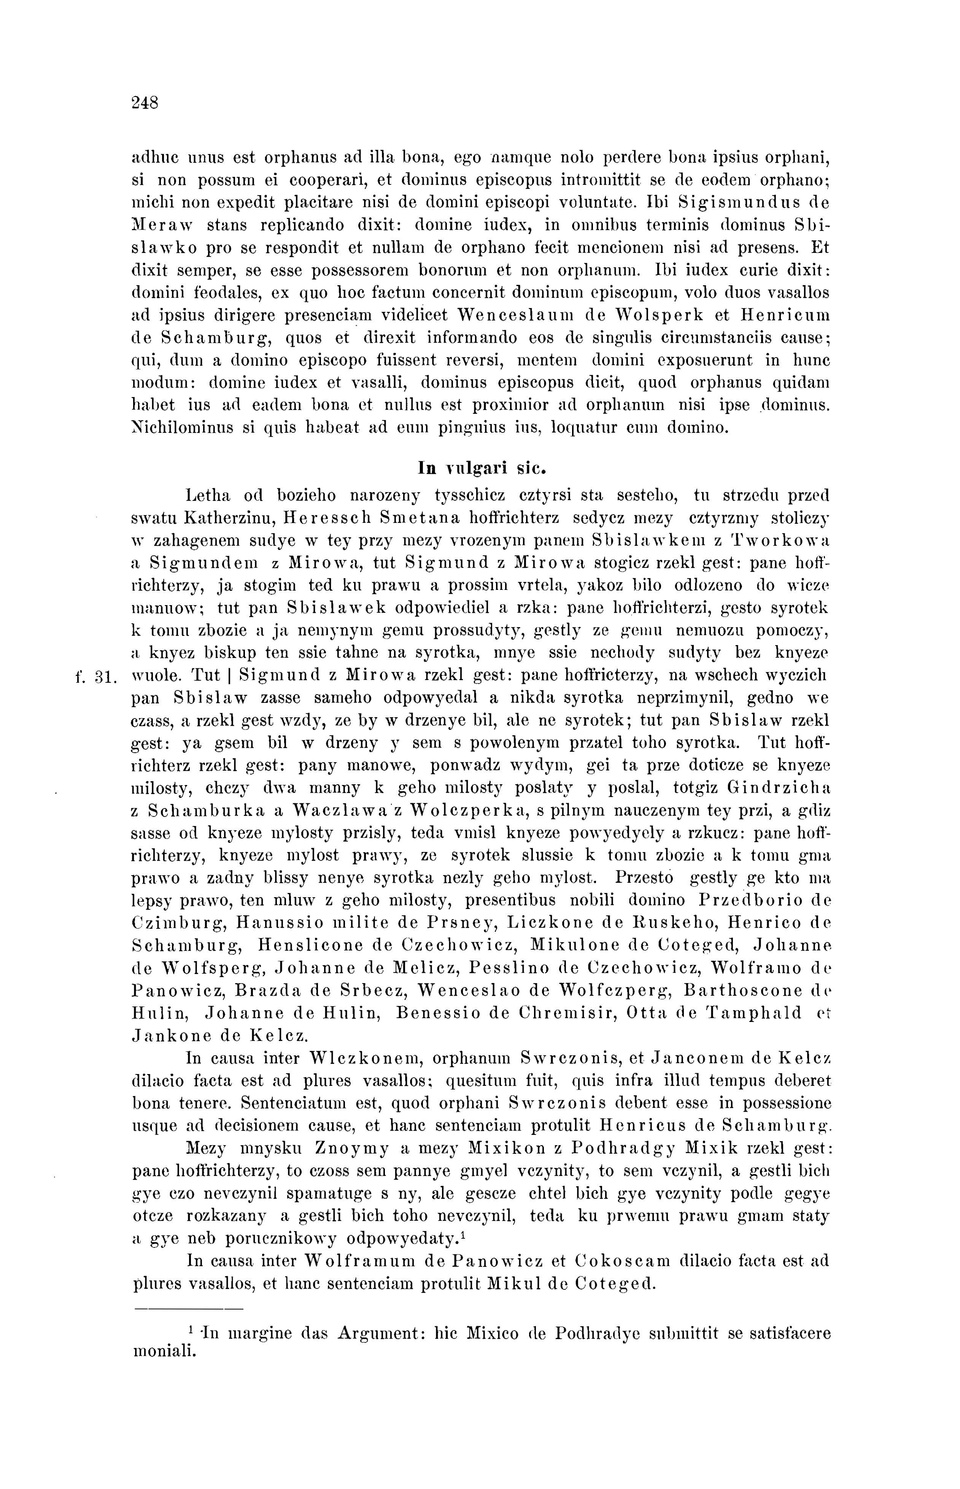 248
adhuc unus est orphanus ad illa bona, ego namque nolo perdere bona ipsius orphani,
si non possum ei cooperari, et dominus episcopus intromittit se de eodem orphano;
michi non expedit placitare nisi de domini episcopi voluntate. Ibi Sigismundus de
Meraw stans replicando dixit: domine iudex, in omnibus terminis dominus Sbi-
slawko pro se respondit et nullam de orphano fecit mencionem nisi ad presens. Et
dixit semper, se esse possessorem bonorum et non orphanum. Ibi iudex curie dixit:
domini feodales, ex quo hoc factum concernit dominum episcopum, volo duos vasallos
ad ipsius dirigere presenciam videlicet Wenceslaum de Wolsperk et Henricum
de Schamburg, quos et direxit informando eos de singulis circumstanciis cause;
qui, dum a domino episcopo fuissent reversi, mentem domini exposuerunt in hunc
modum: domine iudex et vasalli, dominus episcopus dicit, quod orphanus quidam
habet ius ad eadem bona et nullus est proximior ad orphanum nisi ipse dominus.
Nichilominus si quis habeat ad eum pinguius ius, loquatur cum domino.
In vulgari sic.
Letha od bozieho narozeny tysschicz cztyrsi sta sesteho, tu strzedu przed
swatu Katherzinu, Heressch Smetana hoffrichterz sedycz mezy cztyrzmy stoliczy
w zahagenem sudye w tey przy mezy vrozenym panem Sbislawkem z Tworkowa
a Sigmundem z Mirowa, tut Sigmund z Mirowa stogicz rzekl gest: pane hoff-
richterzy, ja stogim ted ku prawu a prossim vrtela, yakoz bilo odlozeno do wicze
manuow; tut pan Sbislawek odpowiediel a rzka: pane hoffrichterzi, gesto syrotek
k tomu zbozie a ja nemynym gemu prossudyty, gestly ze gemu nemuozu pomoczy,
a knyez biskup ten ssie tahne na syrotka, mnye ssie nechody sudyty bez knyeze
f. 31. wuole. Tut | Sigmund z Mirowa rzekl gest: pane hoffricterzy, na wschech wyczich
pan Sbislaw zasse sameho odpowyedal a nikda syrotka neprzimynil, gedno we
czass, a rzekl gest wzdy, ze by w drzenye bil, ale ne syrotek; tut pan Sbislaw rzekl
gest: ya gsem bil w drzeny y sem s powolenym przatel toho syrotka. Tut hoff-
richterz rzekl gest: pany manowe, ponwadz wydym, gei ta prze doticze se knyeze
milosty, chczy dwa manny k geho milosty poslaty y poslal, totgiz Gindrzicha
z Schamburka a Waczlawa z Wolczperka, s pilnym nauczenym tey przi, a gdiz
sasse od knyeze mylosty przisly, teda vmisl knyeze powyedyely a rzkucz: pane hoff-
richterzy, knyeze mylost prawy, ze syrotek slussie k tomu zbozie a k tomu gma
prawo a zadny blissy nenye syrotka nezly geho mylost. Przesto gestly ge kto ma
lepsy prawo, ten mluw z geho milosty, presentibus nobili domino Przedborio de
Czimburg, Hanussio milite de Prsney, Liczkone de Ruskeho, Henrico de
Schamburg, Henslicone de Czechowicz, Mikulone de Coteged, Johanne
de Wolfsperg, Johanne de Melicz, Pesslino de Czechowicz, Wolframo de
Panowicz, Brazda de Srbecz, Wenceslao de Wolfczperg, Barthoscone de
Hulin, Johanne de Hulin, Benessio de Chremisir, Otta de Tamphald et
Jankone de Kelcz.
In causa inter Wlczkonem, orphanum Swrczonis, et Janconem de Kelcz
dilacio facta est ad plures vasallos; quesitum fuit, quis infra illud tempus deberet
bona tenere. Sentenciatum est, quod orphani Swrczonis debent esse in possessione
usque ad decisionem cause, et hanc sentenciam protulit Henricus de Schamburg.
Mezy mnysku Znoymy a mezy Mixikon z Podhradgy Mixik rzekl gest:
pane hoffrichterzy, to czoss sem pannye gmyel vczynity, to sem vczynil, a gestli bich
gye czo nevczynil spamatuge s ny, ale gescze chtel bich gye vczynity podle gegye
otcze rozkazany a gestli bich toho nevczynil, teda ku prwemu prawu gmam staty
a gye neb porucznikowy odpowyedaty.¹
In causa inter Wolframum de Panowicz et Cokoscam dilacio facta est ad
plures vasallos, et hanc sentenciam protulit Mikul de Coteged.
¹ In margine das Argument: hic Mixico de Podhradye submittit se satisfacere
moniali.